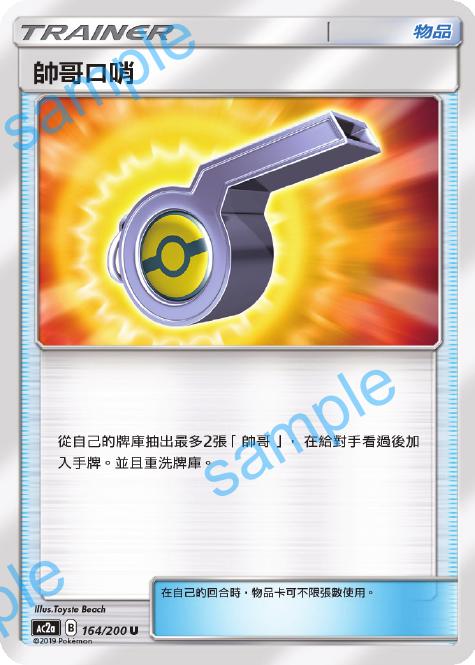 TRAINER
物品
帥哥口哨
sample
從自己的牌庫抽出最多2張「帥哥」, 在給對手看過後加
入手牌。並且重洗牌庫。
sample
在自己的回合時,物品卡可不限張數使用。
sample
Illus.Toyste Beach
AC2a B 164/200 U
©2019 Pokémon